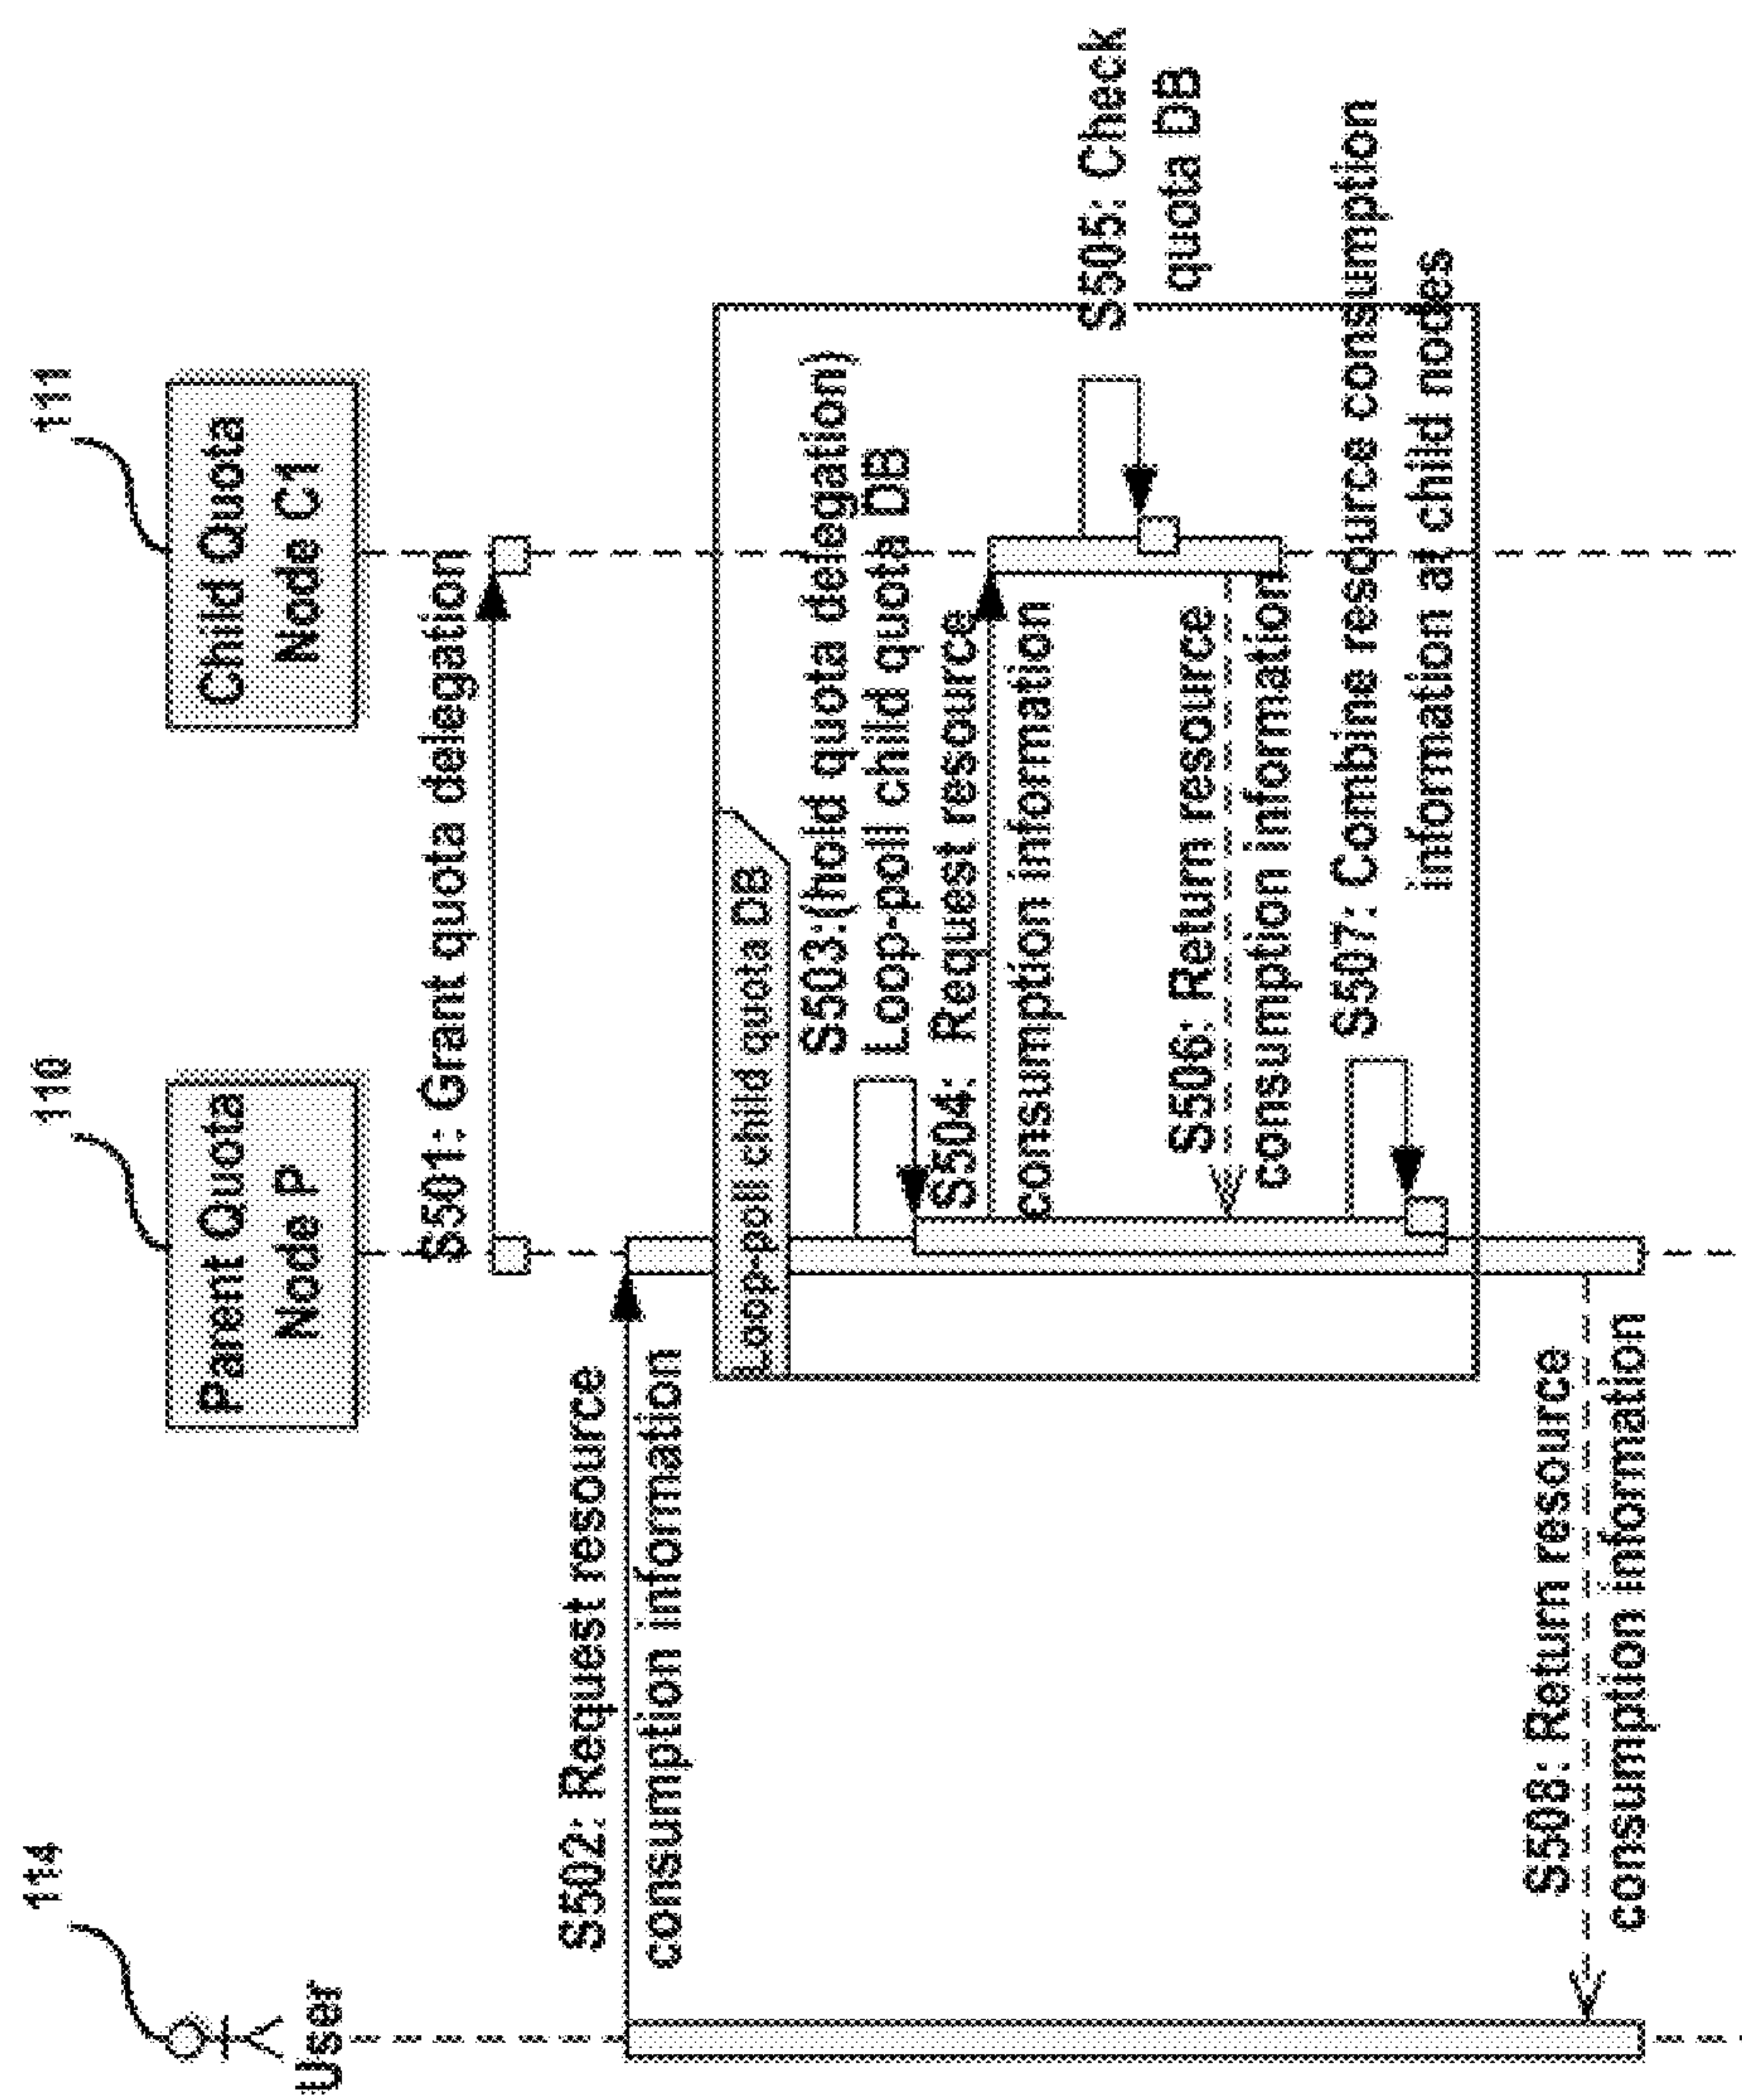 114
110
111
User
Parent Quota
Node P
Child Quota
Node C1
S501: Grant quota delegation
S502: Request resource
consumption information
Loop-poll child quota DB
S503:(hold quota delegation)
Loop-poll child quota DB
S504: Request resource
consumption information
S505: Check
quota DB
S506: Return resource
consumption information
S507: Combine resource consumption
information at child nodes
S508: Return resource
consumption information